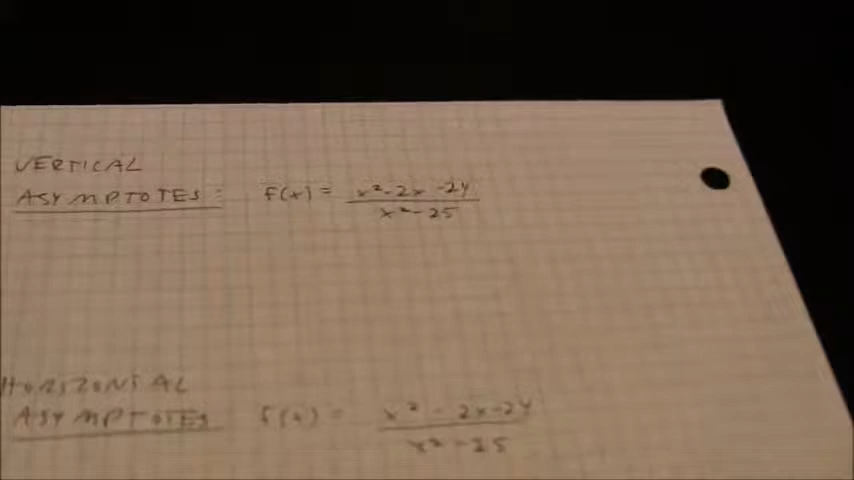 VERTICAL
ASYMPTOTES: f(x) = x²-2x-24 / x²-25
HORIZONTAL
ASYMPTOTES f(x) = x²-2x-24 / x²-25